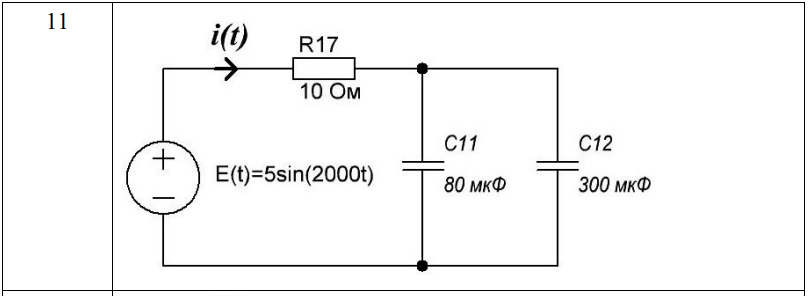 11
i(t)
R17
10 Ом
E(t)=5sin(2000t)
C11
80 мкФ
C12
300 мкФ